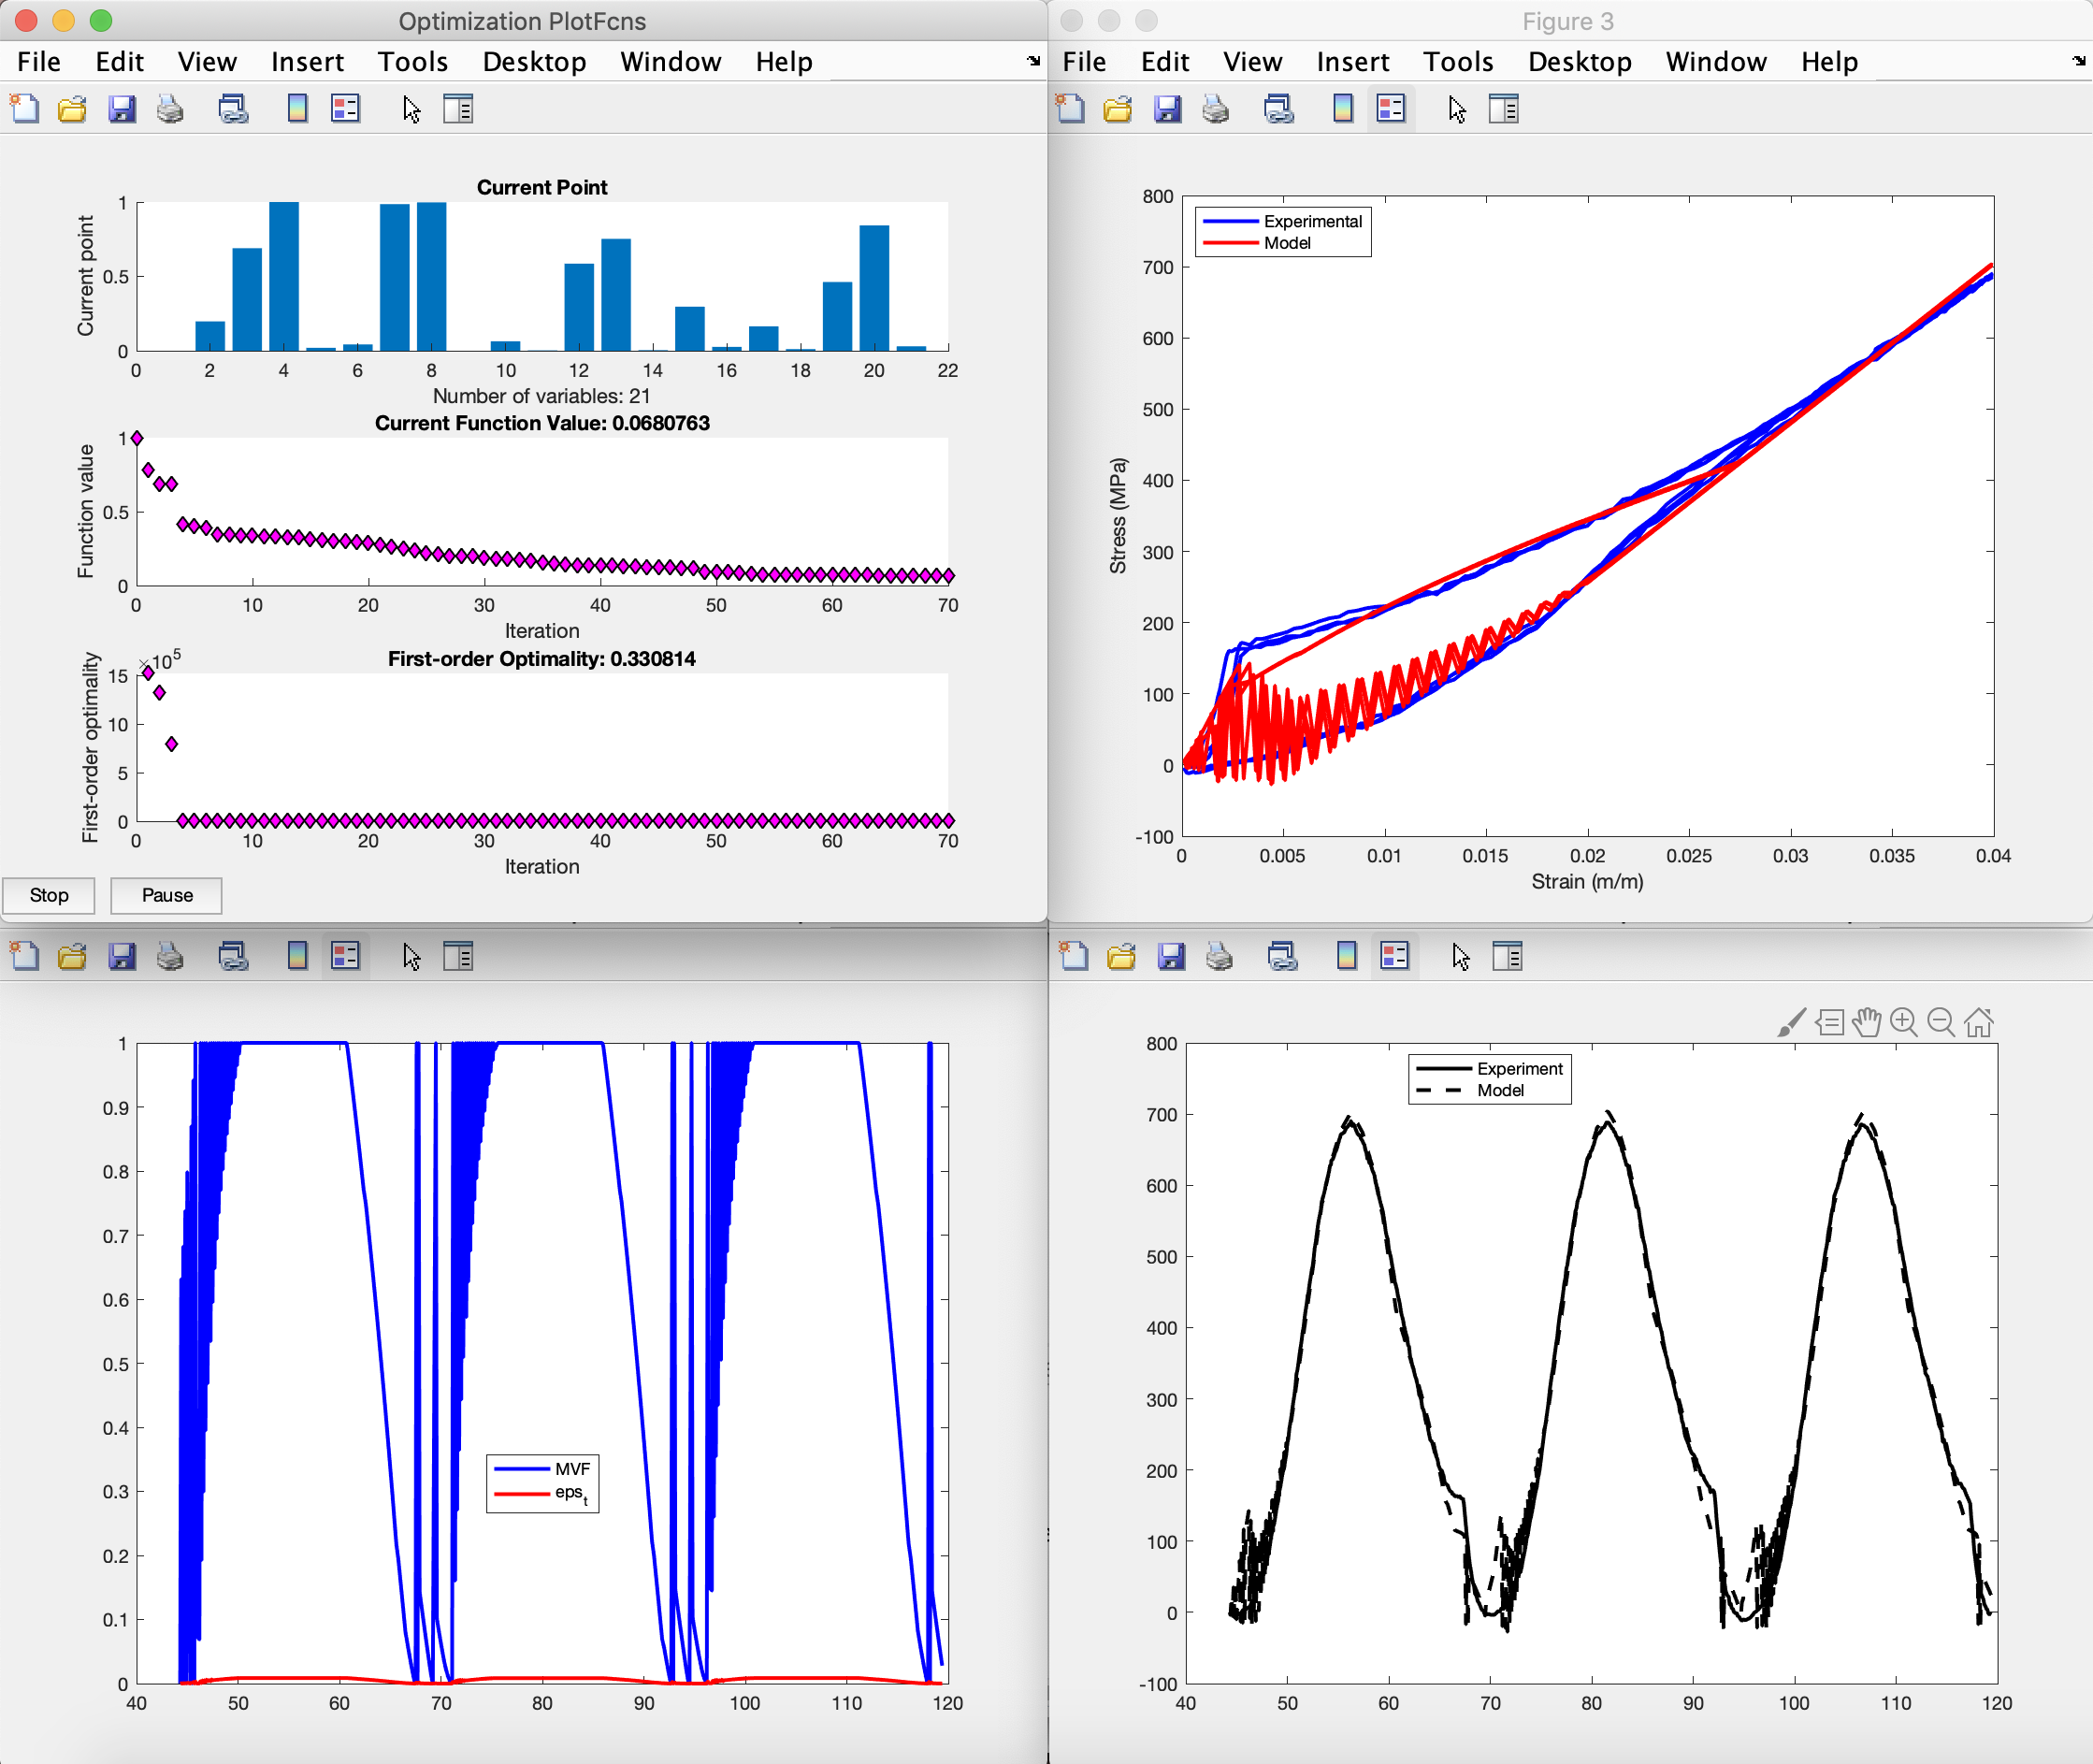 Optimization PlotFcns
File Edit View Insert Tools Desktop Window Help
Current Point
Current point
1
0.5
0
0 2 4 6 8 10 12 14 16 18 20 22
Number of variables: 21
Current Function Value: 0.0680763
Function value
1
0.5
0
0 10 20 30 40 50 60 70
Iteration
First-order Optimality: 0.330814
First-order optimality
×10^5
15
10
5
0
0 10 20 30 40 50 60 70
Iteration
Stop Pause
Figure 3
File Edit View Insert Tools Desktop Window Help
Experimental
Model
Stress (MPa)
800
700
600
500
400
300
200
100
0
-100
0 0.005 0.01 0.015 0.02 0.025 0.03 0.035 0.04
Strain (m/m)
1
0.9
0.8
0.7
0.6
0.5
0.4
0.3
0.2
0.1
0
MVF
eps_t
40 50 60 70 80 90 100 110 120
Experiment
Model
800
700
600
500
400
300
200
100
0
-100
40 50 60 70 80 90 100 110 120